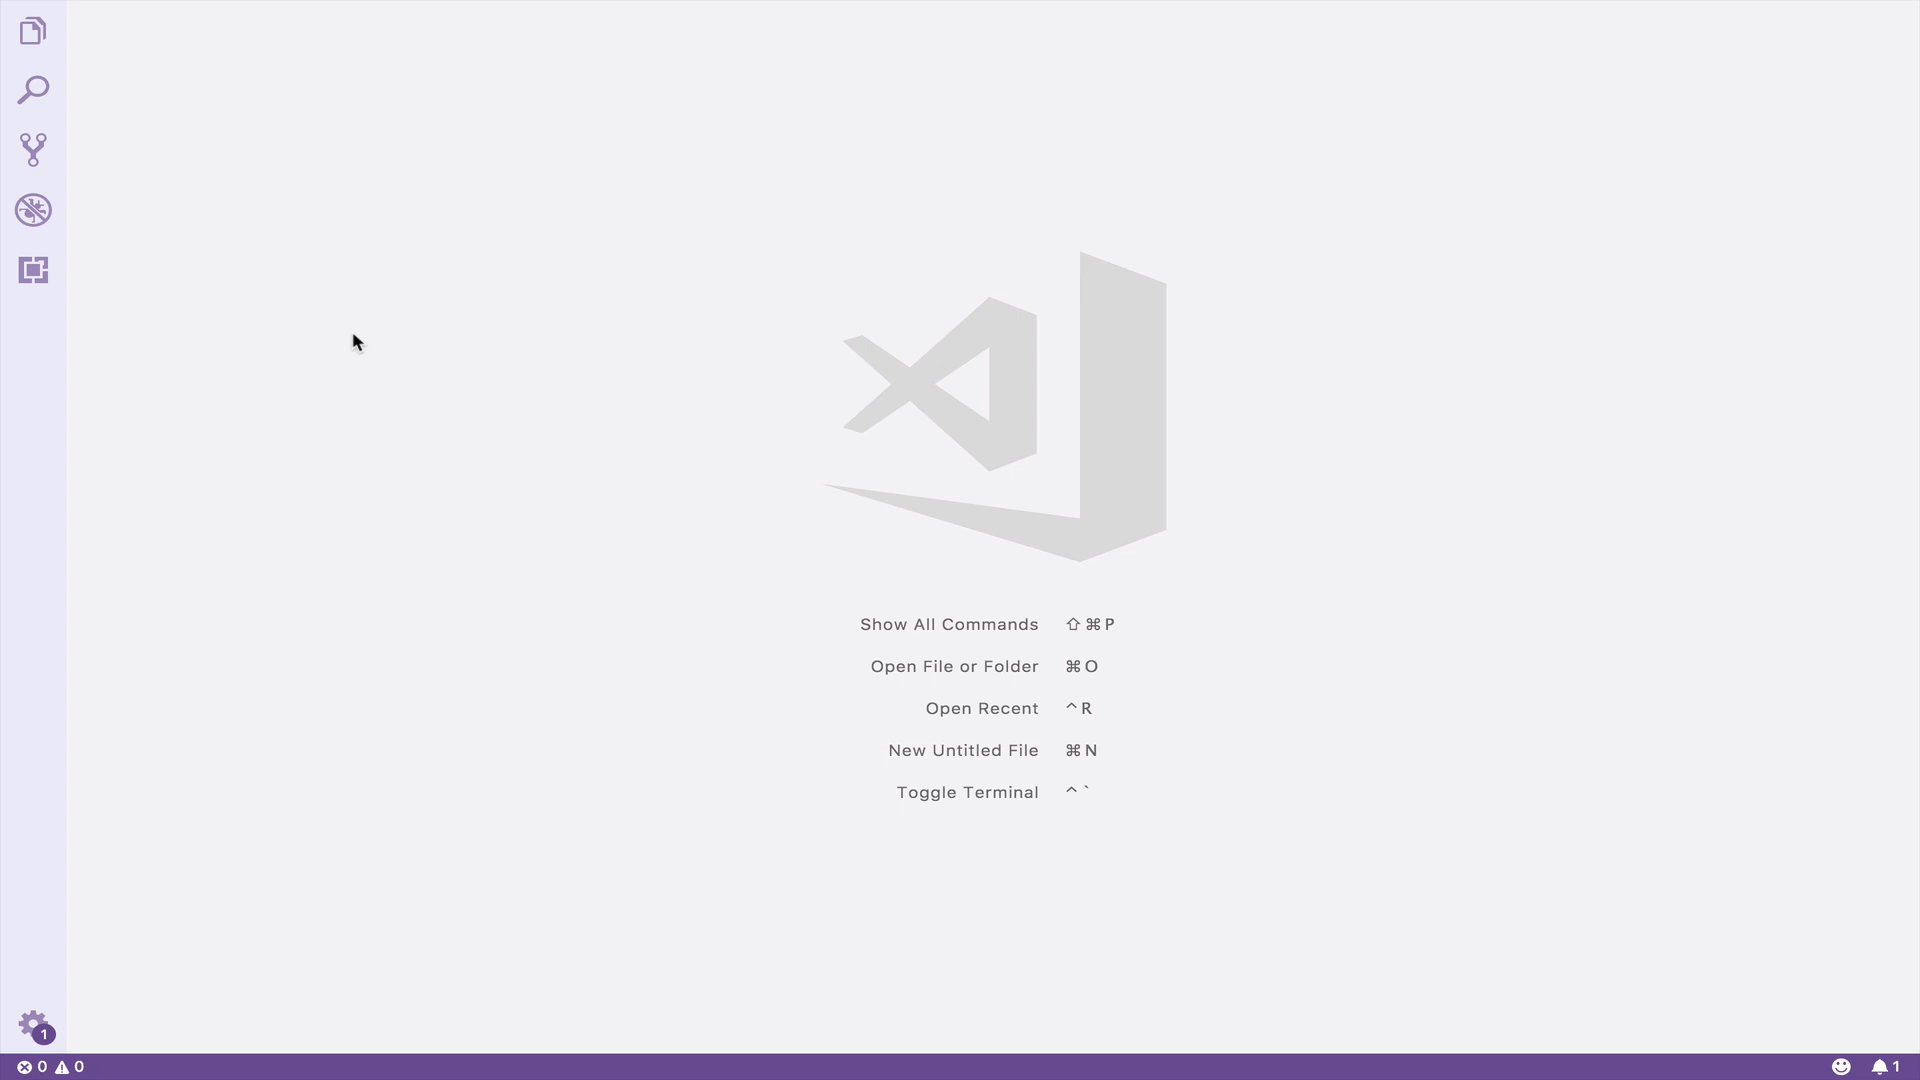 Show All Commands ⇧⌘P
Open File or Folder ⌘O
Open Recent ^R
New Untitled File ⌘N
Toggle Terminal ^`
1
0 0
1